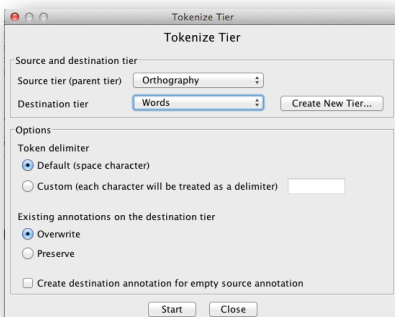 Tokenize Tier
Tokenize Tier
Source and destination tier
Source tier (parent tier) Orthography
Destination tier Words Create New Tier...
Options
Token delimiter
Default (space character)
Custom (each character will be treated as a delimiter)
Existing annotations on the destination tier
Overwrite
Preserve
Create destination annotation for empty source annotation
Start Close